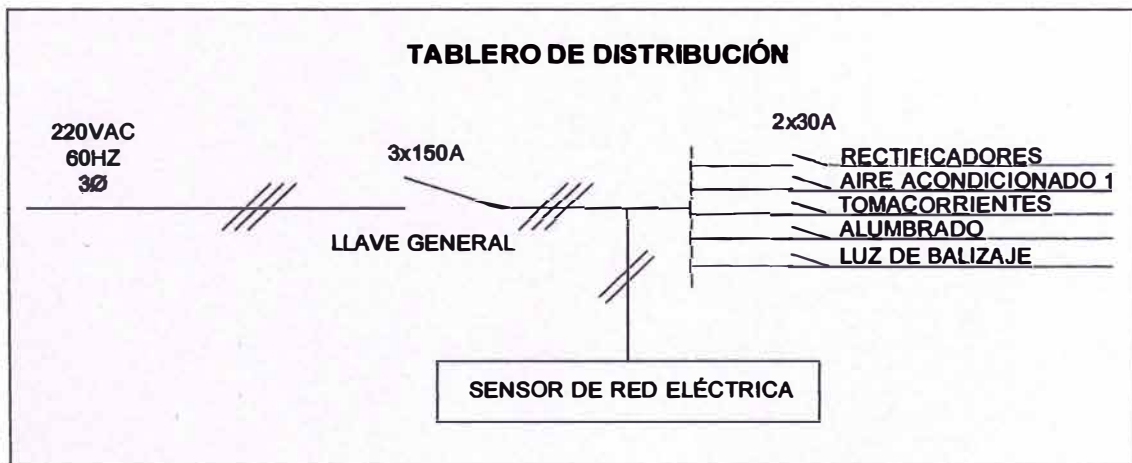 TABLERO DE DISTRIBUCIÓN
220VAC
60HZ
3Ø
3x150A
LLAVE GENERAL
2x30A
RECTIFICADORES
AIRE ACONDICIONADO 1
TOMACORRIENTES
ALUMBRADO
LUZ DE BALIZAJE
SENSOR DE RED ELÉCTRICA